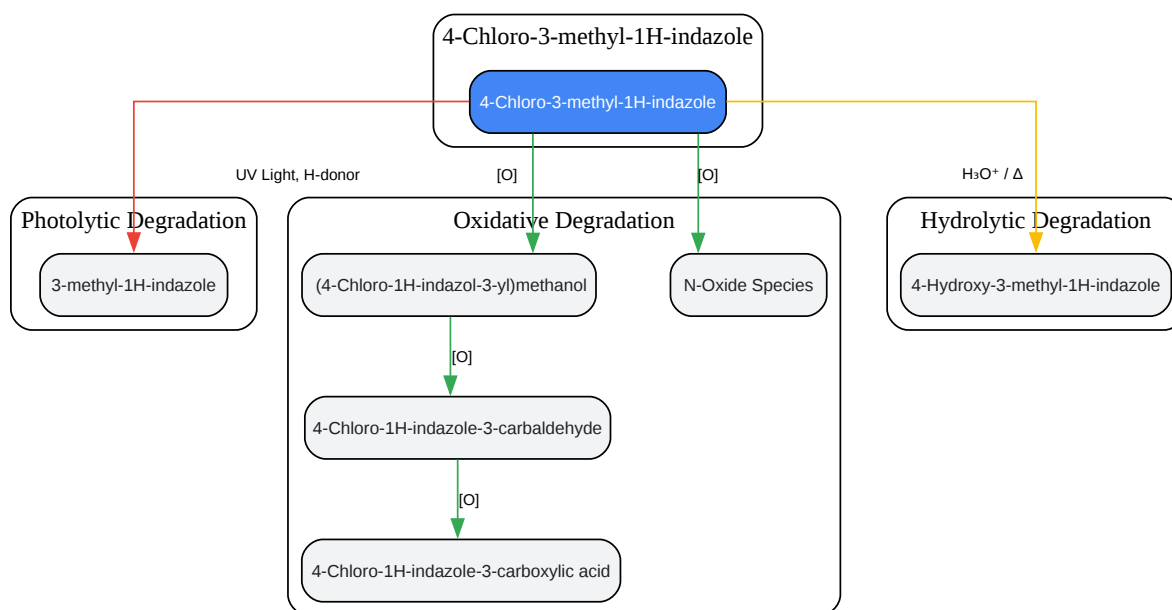 4-Chloro-3-methyl-1H-indazole
4-Chloro-3-methyl-1H-indazole
UV Light, H-donor
[O]
[O]
H₃O⁺ / Δ
Photolytic Degradation
Oxidative Degradation
Hydrolytic Degradation
3-methyl-1H-indazole
(4-Chloro-1H-indazol-3-yl)methanol
N-Oxide Species
4-Hydroxy-3-methyl-1H-indazole
[O]
4-Chloro-1H-indazole-3-carbaldehyde
[O]
4-Chloro-1H-indazole-3-carboxylic acid